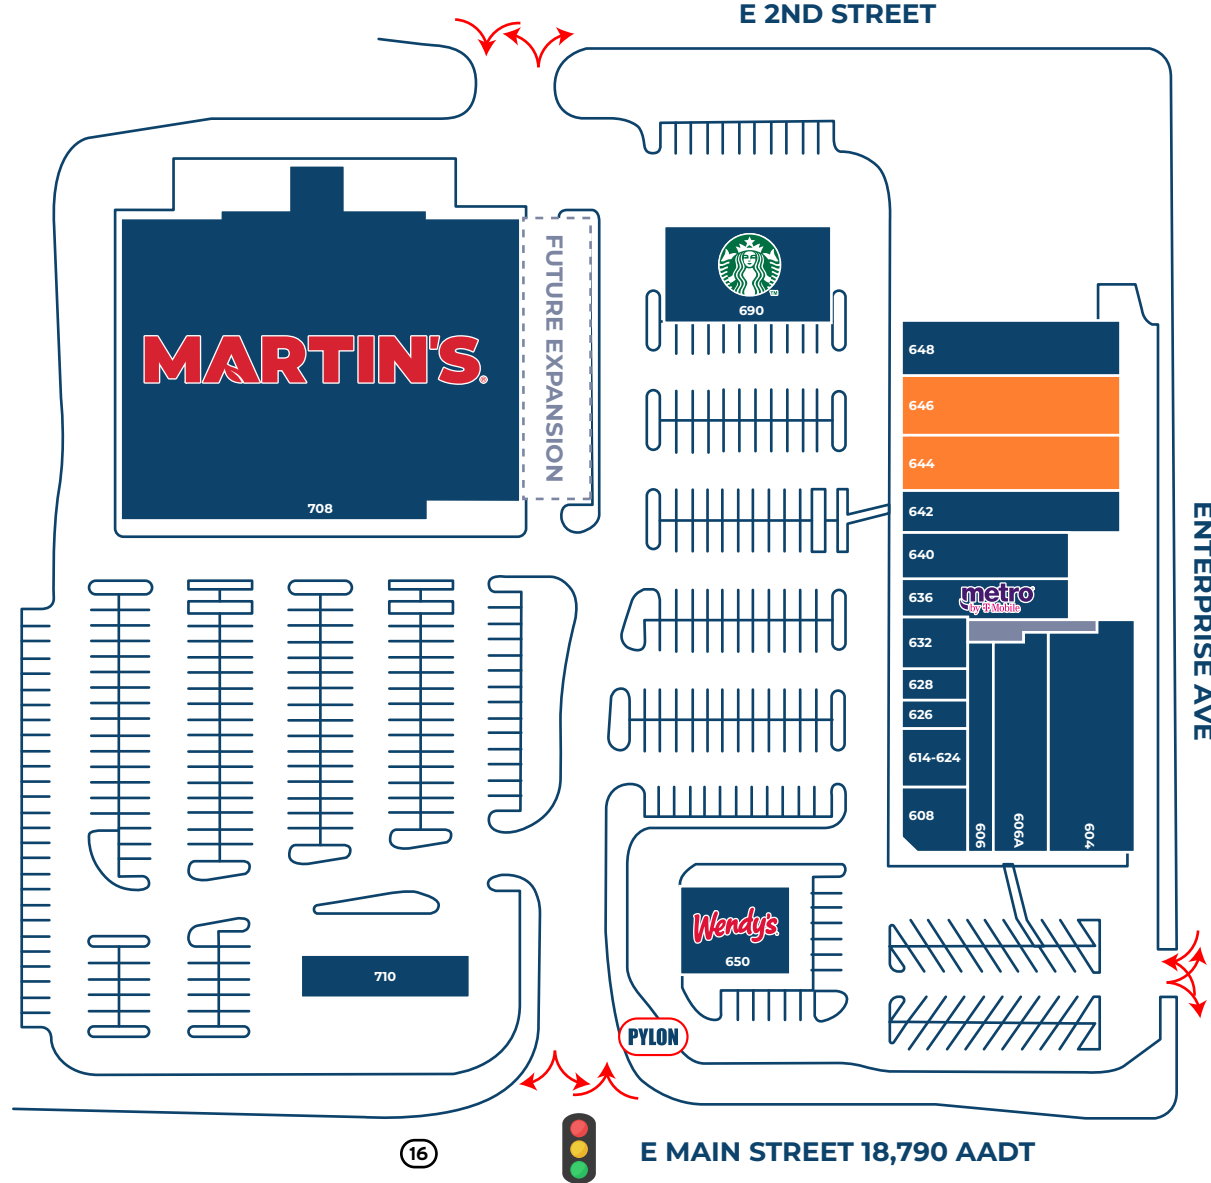 E 2ND STREET
MARTIN'S®
708
FUTURE EXPANSION
TM
690
648
646
644
642
640
636
metro
by T Mobile
632
628
626
614-624
608
606
606A
604
ENTERPRISE AVE
Wendy's
650
710
PYLON
16
E MAIN STREET 18,790 AADT